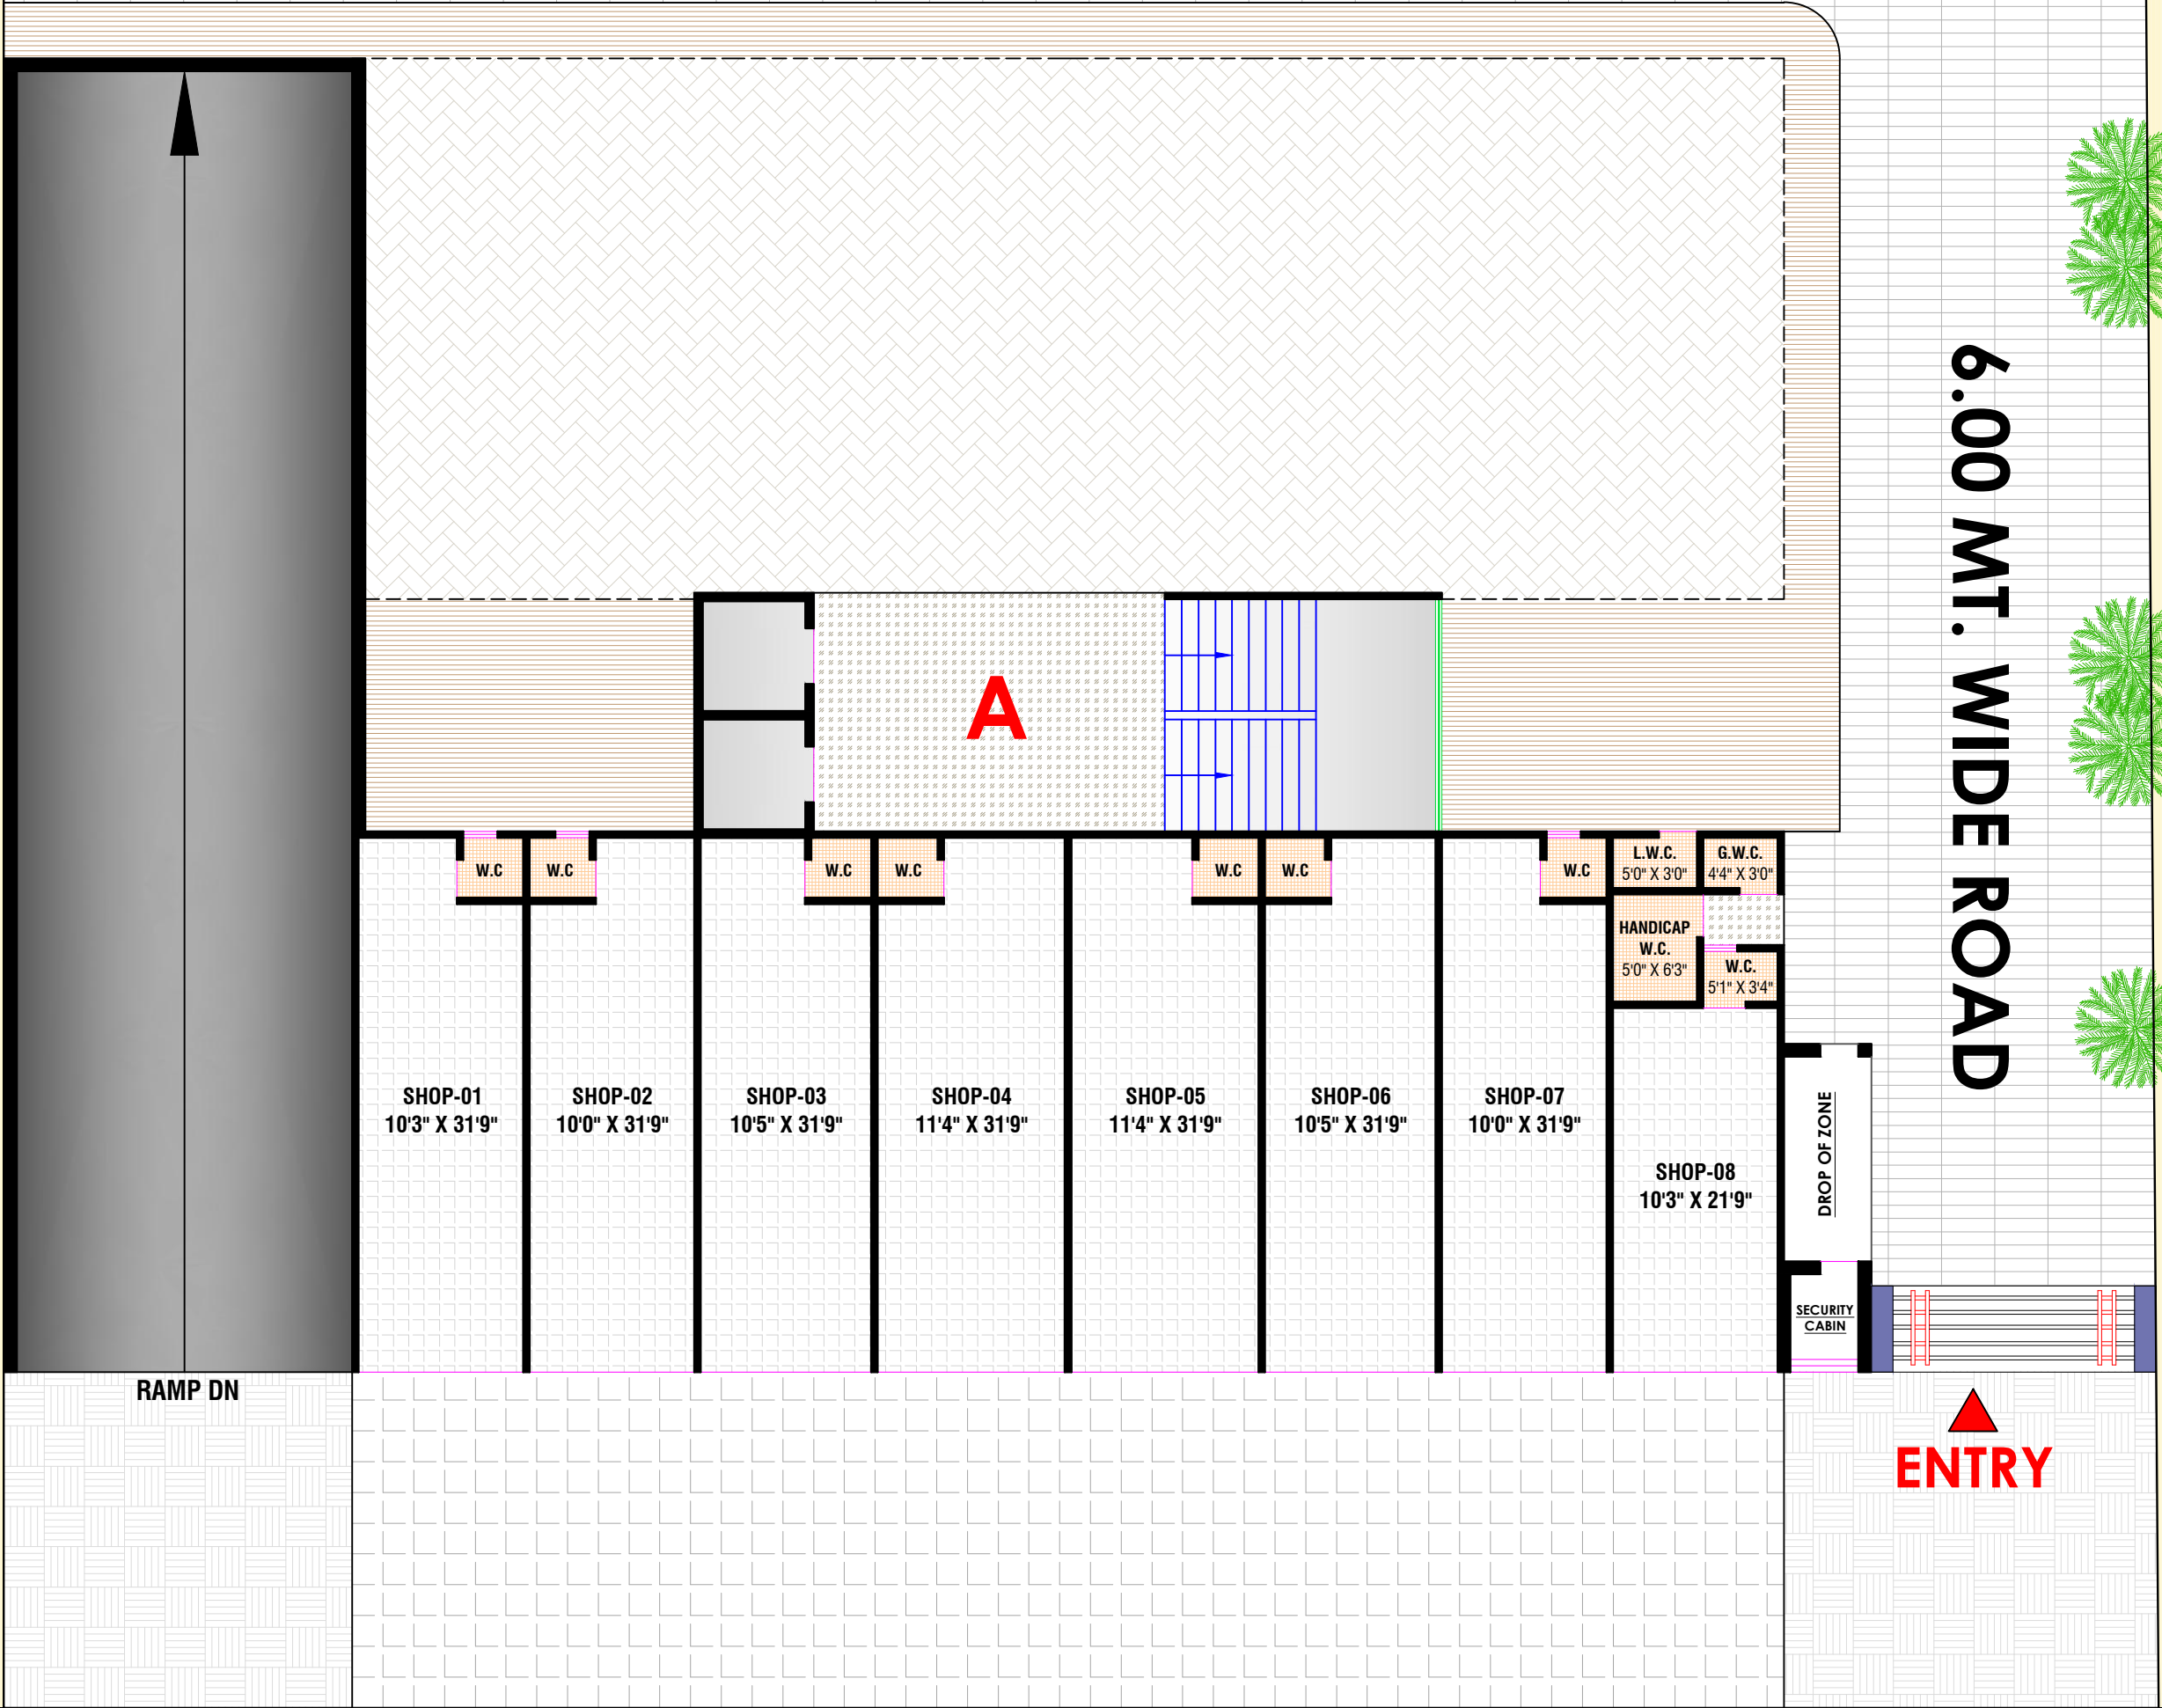 6.00 MT. WIDER ROAD
A
W.C
W.C
W.C
W.C
W.C
W.C
W.C
L.W.C.
5'0" X 3'0"
G.W.C.
4'4" X 3'0"
HANDICAP
W.C.
5'0" X 6'3"
W.C.
5'1" X 3'4"
SHOP-01
10'3" X 31'9"
SHOP-02
10'0" X 31'9"
SHOP-03
10'5" X 31'9"
SHOP-04
11'4" X 31'9"
SHOP-05
11'4" X 31'9"
SHOP-06
10'5" X 31'9"
SHOP-07
10'0" X 31'9"
SHOP-08
10'3" X 21'9"
DROP OF ZONE
SECURITY
CABIN
RAMP DN
ENTRY